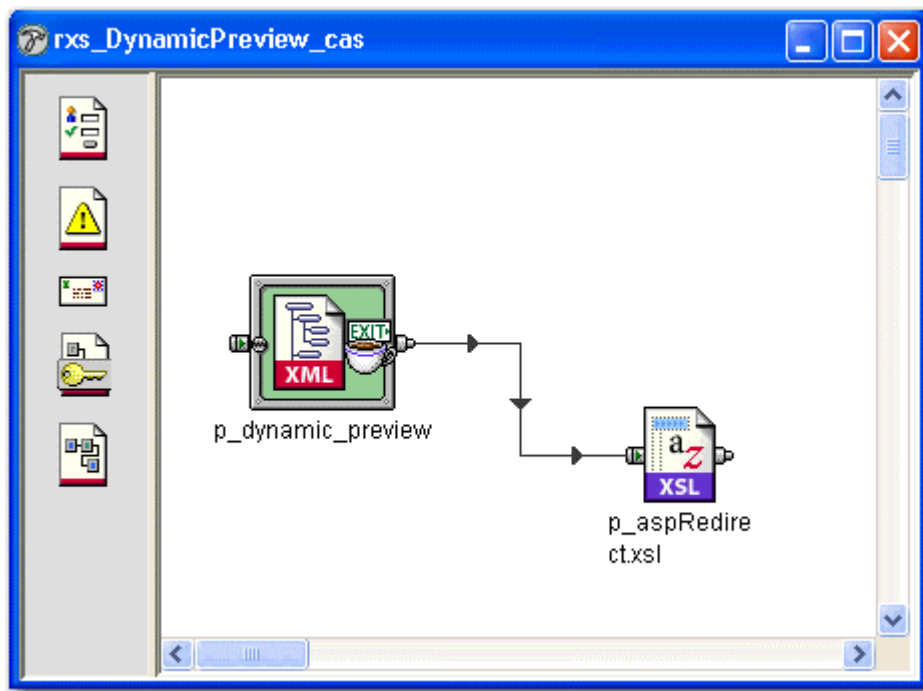 rxs_DynamicPreview_cas
EXIT
XML
p_dynamic_preview
a
z
XSL
p_aspRedire
ct.xsl